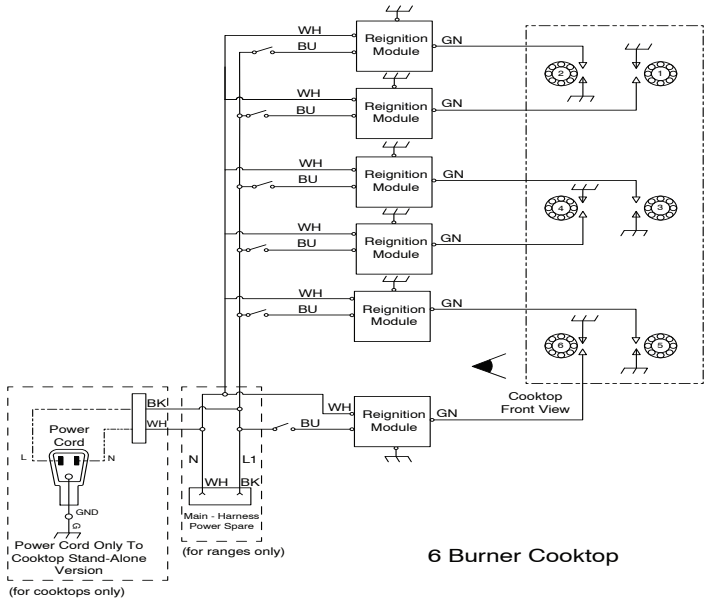 WH
BU
Reignition
Module
GN
2
1
WH
BU
Reignition
Module
GN
WH
BU
Reignition
Module
GN
4
3
WH
BU
Reignition
Module
GN
WH
BU
Reignition
Module
GN
6
5
Cooktop
Front View
WH
BU
Reignition
Module
GN
BK
WH
Power
Cord
L
N
GND
G
Power Cord Only To
Cooktop Stand-Alone
Version
(for cooktops only)
N
L1
WH
BK
Main - Harness
Power Spare
(for ranges only)
6 Burner Cooktop